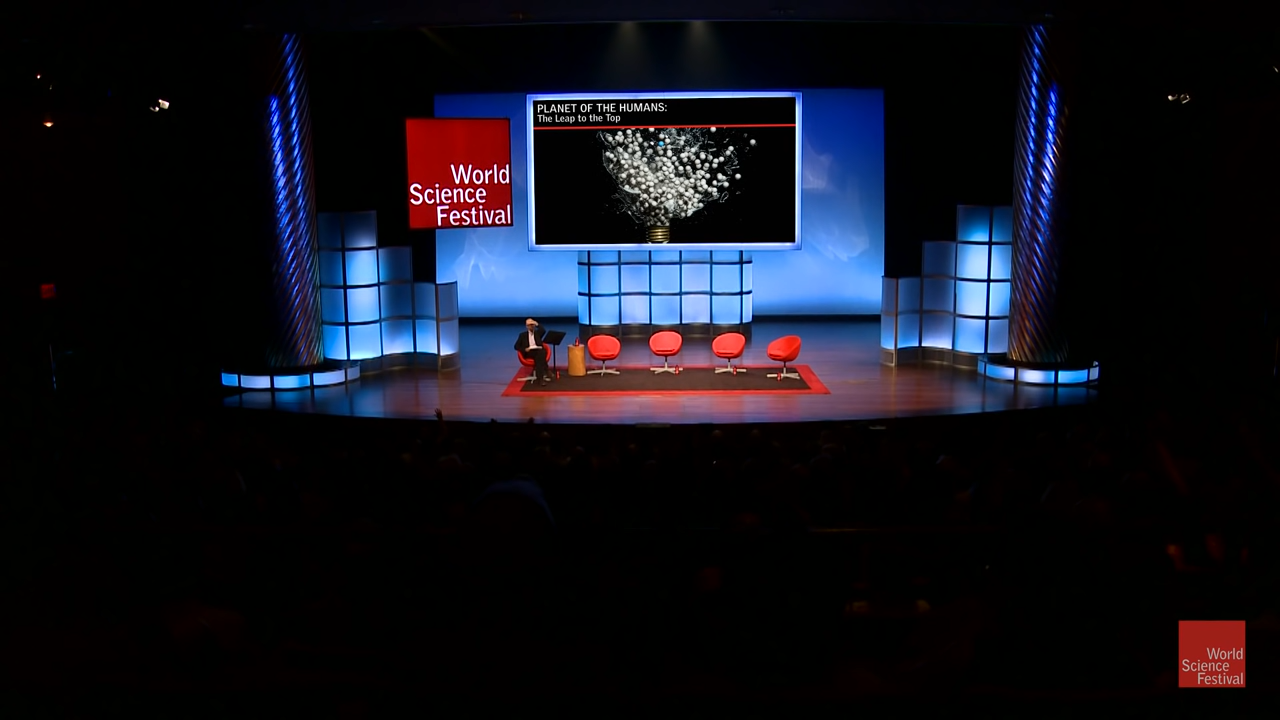 PLANET OF THE HUMANS:
The Leap to the Top
World
Science
Festival
World
Science
Festival